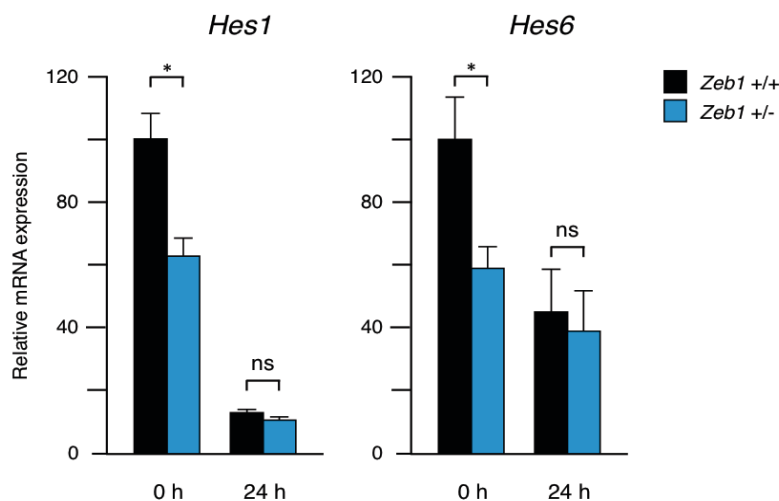 Hes1
Hes6
120
80
40
0
Relative mRNA expression
*
ns
0 h
24 h
120
80
40
0
*
ns
0 h
24 h
Zeb1 +/+
Zeb1 +/-